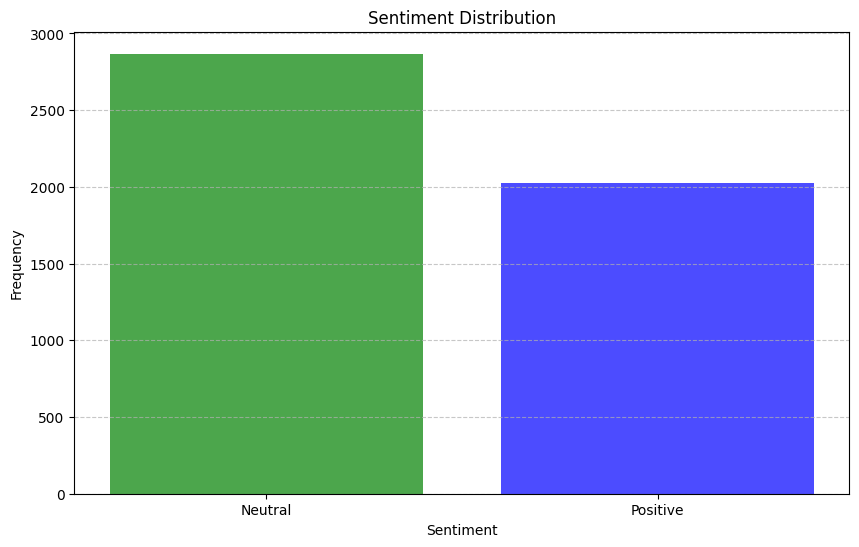 Sentiment Distribution
3000
2500
2000
1500
1000
500
0
Frequency
Neutral
Positive
Sentiment